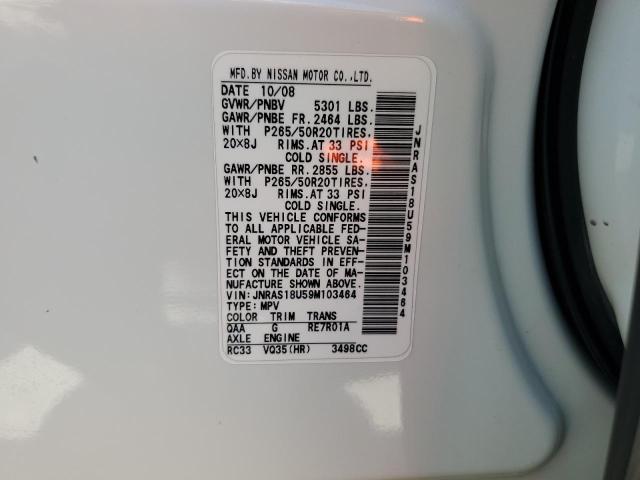 MFD.BY NISSAN MOTOR CO.,LTD.
DATE 10/08
GVWR/PNBV 5301 LBS.
GAWR/PNBE FR. 2464 LBS.
WITH P265/50R20TIRES.
20×8J RIMS.AT 33 PSI
COLD SINGLE.
GAWR/PNBE RR. 2855 LBS.
WITH P265/50R20TIRES.
20×8J RIMS.AT 33 PSI
COLD SINGLE.
THIS VEHICLE CONFORMS
TO ALL APPLICABLE FED-
ERAL MOTOR VEHICLE SA-
FETY AND THEFT PREVEN-
TION STANDARDS IN EF-
FECT ON THE DATE OF MA-
NUFACTURE SHOWN ABOVE.
VIN: JNRAS18U59M103464
TYPE: MPV
COLOR TRIM TRANS
QAA G RE7R01A
AXLE ENGINE
RC33 VQ35(HR) 3498CC
JNRAS18U59M103464